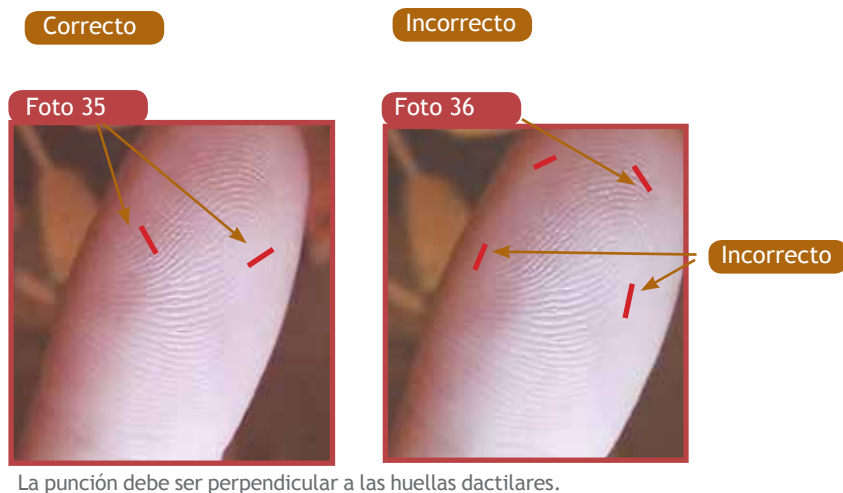 Correcto
Incorrecto
Foto 35
Foto 36
Incorrecto
La punción debe ser perpendicular a las huellas dactilares.